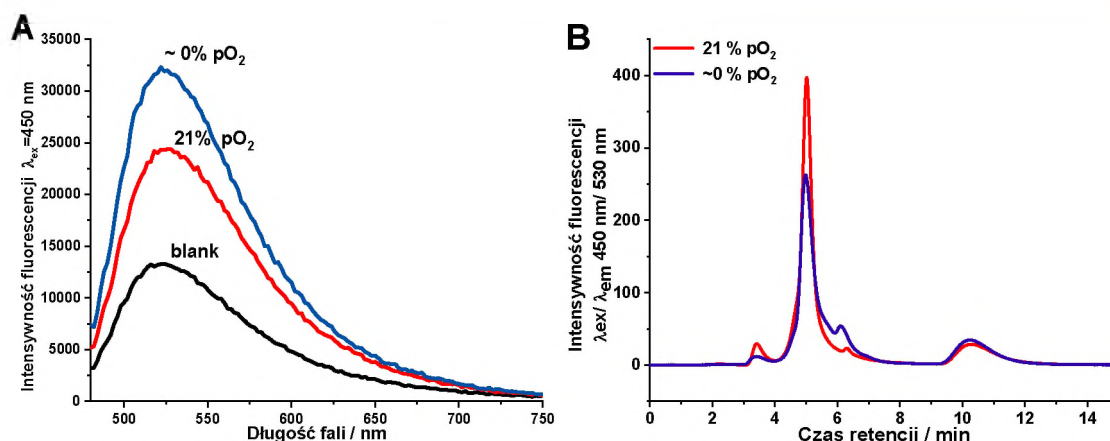 A
Intensywność fluorescencji λex =450 nm
35000
30000
25000
20000
15000
10000
5000
0
~ 0% pO2
21% pO2
blank
500
550
600
650
700
750
Długość fali / nm
B
Intensywność fluorescencji
λex/ λem 450 nm/ 530 nm
21 % pO2
~0 % pO2
400
300
200
100
0
0
2
4
6
8
10
12
14
Czas retencji / min